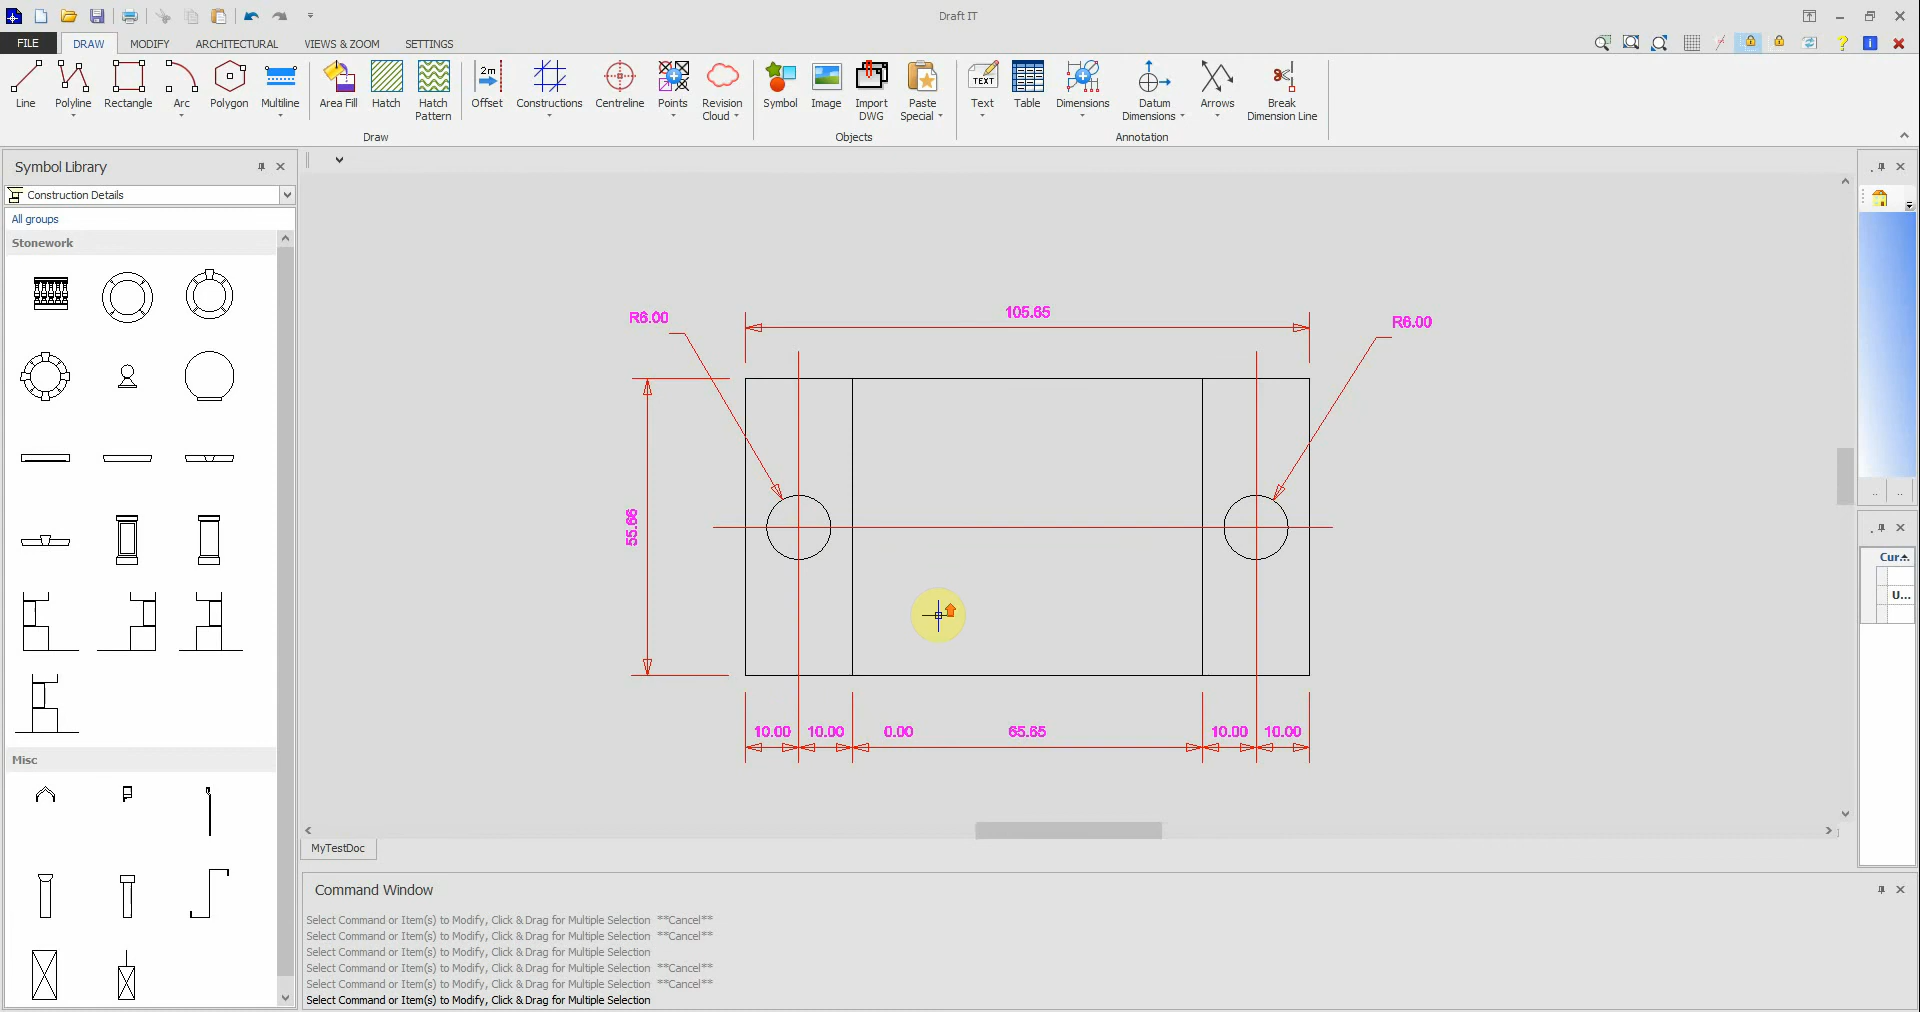 Draft IT
FILE
DRAW
MODIFY
ARCHITECTURAL
VIEWS & ZOOM
SETTINGS
Line
Polyline
Rectangle
Arc
Polygon
Multiline
Area Fill
Hatch
Hatch
Pattern
2m
Offset
Constructions
Centreline
Points
Revision
Cloud
Symbol
Image
Import
DWG
Paste
Special
TEXT
Text
Table
Dimensions
Datum
Dimensions
Arrows
Break
Dimension Line
Draw
Objects
Annotation
Symbol Library
Construction Details
All groups
Stonework
Misc
R6.00
105.65
R6.00
55.66
10.00
10.00
0.00
65.65
10.00
10.00
MyTestDoc
Cur...
U...
Command Window
Select Command or Item(s) to Modify, Click & Drag for Multiple Selection **Cancel**
Select Command or Item(s) to Modify, Click & Drag for Multiple Selection **Cancel**
Select Command or Item(s) to Modify, Click & Drag for Multiple Selection
Select Command or Item(s) to Modify, Click & Drag for Multiple Selection **Cancel**
Select Command or Item(s) to Modify, Click & Drag for Multiple Selection **Cancel**
Select Command or Item(s) to Modify, Click & Drag for Multiple Selection